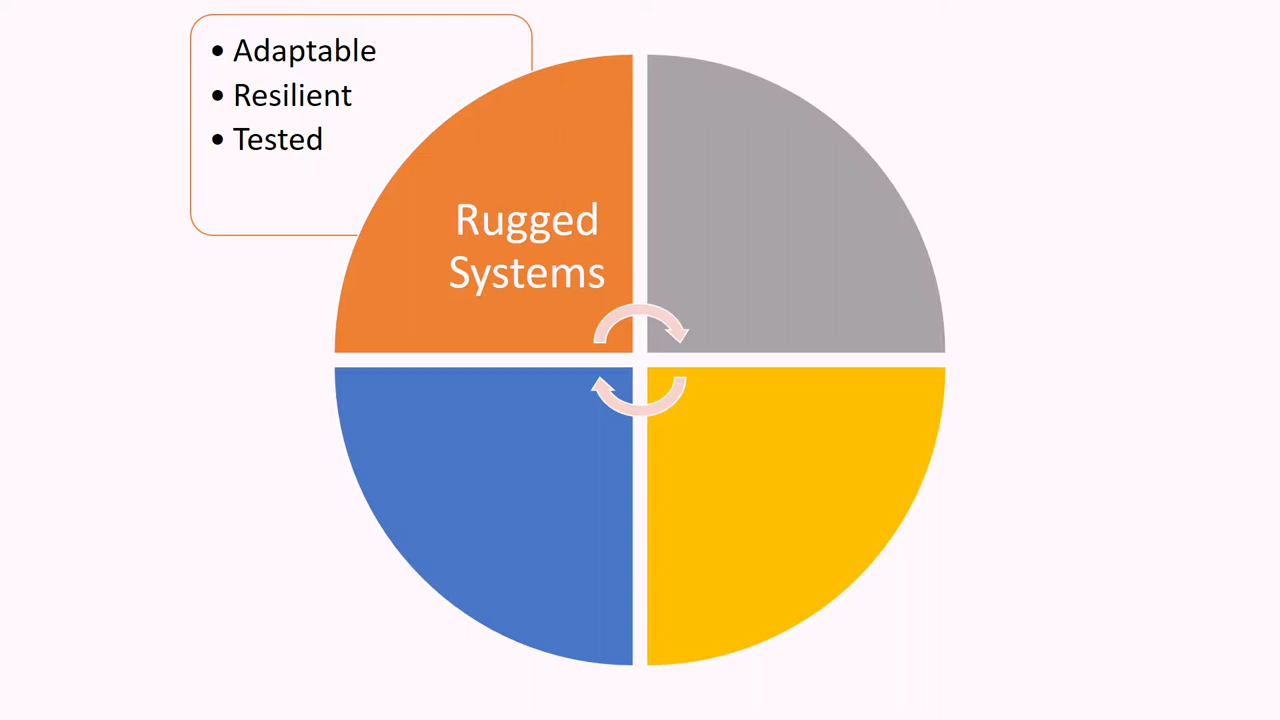 • Adaptable
• Resilient
• Tested
Rugged
Systems